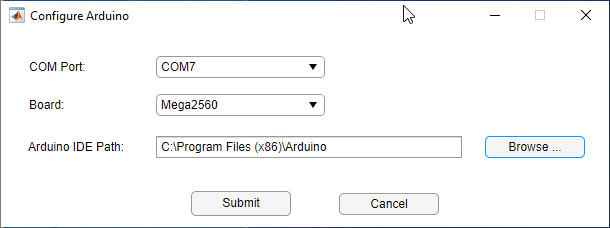 Configure Arduino
COM Port: COM7
Board: Mega2560
Arduino IDE Path: C:\Program Files (x86)\Arduino Browse ...
Submit Cancel